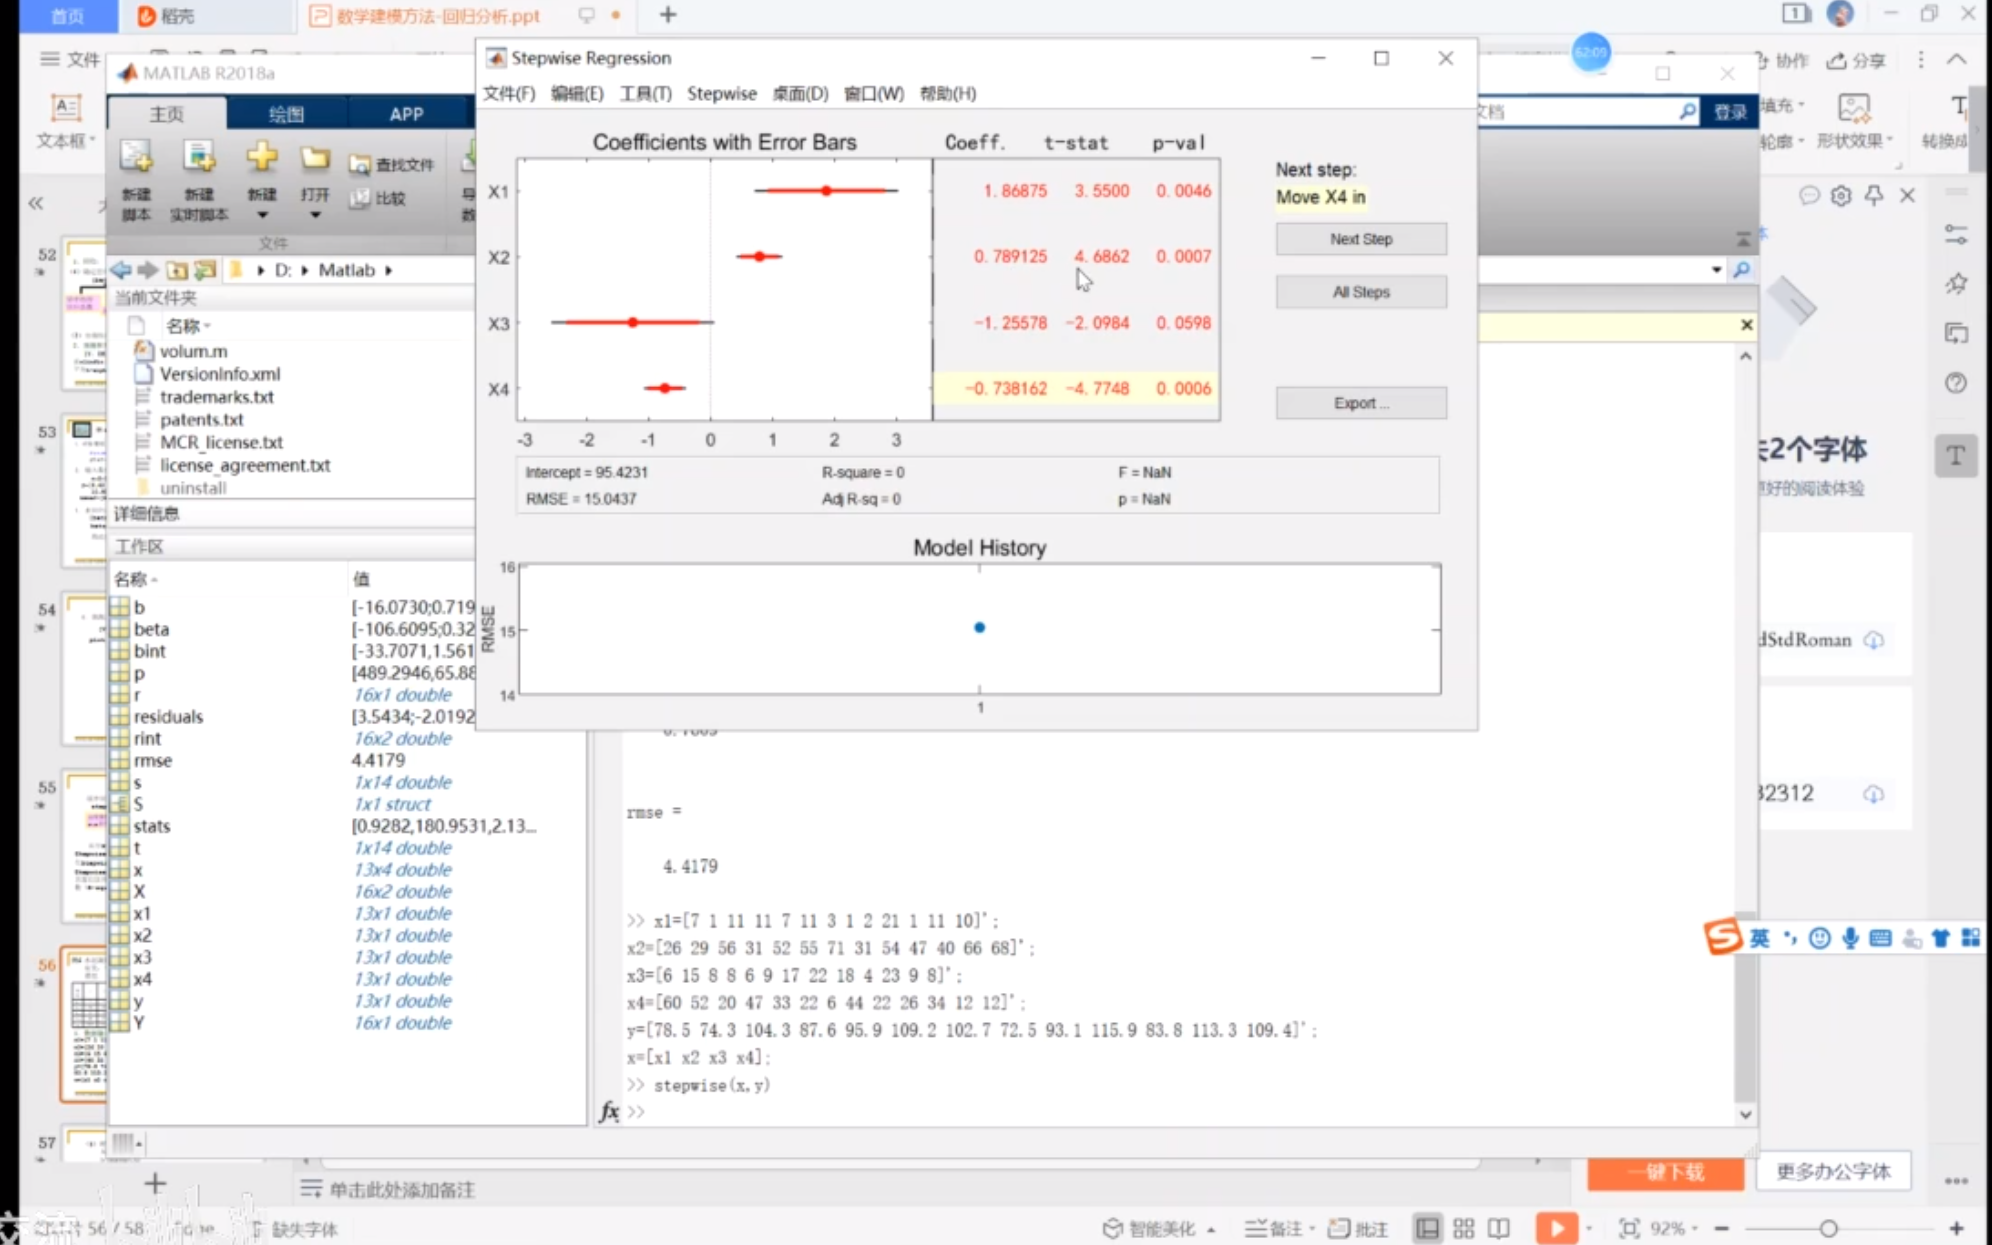 首页
稻壳
数学建模方法-回归分析.ppt
文件
协作
分享
文本框
填充
轮廓
形状效果
62:09
MATLAB R2018a
主页
绘图
APP
登录
新建
脚本
新建
实时脚本
新建
打开
查找文件
比较
文件
D:
Matlab
当前文件夹
名称
volum.m
VersionInfo.xml
trademarks.txt
patents.txt
MCR_license.txt
license_agreement.txt
uninstall
详细信息
工作区
名称
值
b
[-16.0730;0.719
beta
[-106.6095;0.32
bint
[-33.7071,1.561
p
[489.2946,65.88
r
16x1 double
residuals
[3.5434;-2.0192
rint
16x2 double
rmse
4.4179
s
1x14 double
S
1x1 struct
stats
[0.9282,180.9531,2.13...
t
1x14 double
x
13x4 double
X
16x2 double
x1
13x1 double
x2
13x1 double
x3
13x1 double
x4
13x1 double
y
13x1 double
Y
16x1 double
Stepwise Regression
文件(F) 编辑(E) 工具(T) Stepwise 桌面(D) 窗口(W) 帮助(H)
Coefficients with Error Bars
Coeff. t-stat p-val
X1 1.86875 3.5500 0.0046
X2 0.789125 4.6862 0.0007
X3 -1.25578 -2.0984 0.0598
X4 -0.738162 -4.7748 0.0006
-3 -2 -1 0 1 2 3
Next step:
Move X4 in
Next Step
All Steps
Export ...
Intercept = 95.4231 R-square = 0 F = NaN
RMSE = 15.0437 Adj R-sq = 0 p = NaN
Model History
RMSE
16
15
14
1
rmse =
4.4179
>> x1=[7 1 11 11 7 11 3 1 2 21 1 11 10]';
x2=[26 29 56 31 52 55 71 31 54 47 40 66 68]';
x3=[6 15 8 8 6 9 17 22 18 4 23 9 8]';
x4=[60 52 20 47 33 22 6 44 22 26 34 12 12]';
y=[78.5 74.3 104.3 87.6 95.9 109.2 102.7 72.5 93.1 115.9 83.8 113.3 109.4]';
x=[x1 x2 x3 x4];
>> stepwise(x,y)
fx >>
52
53
54
55
56
57
2个字体
好的阅读体验
dStdRoman
32312
英
一键下载
更多办公字体
单击此处添加备注
56 / 58
缺失字体
智能美化
备注
批注
92%